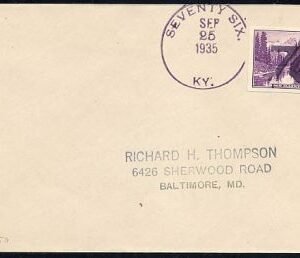 SEVENTY SIX.
SEP
25
1935
KY.
RICHARD H. THOMPSON
6426 SHERWOOD ROAD
BALTIMORE, MD.